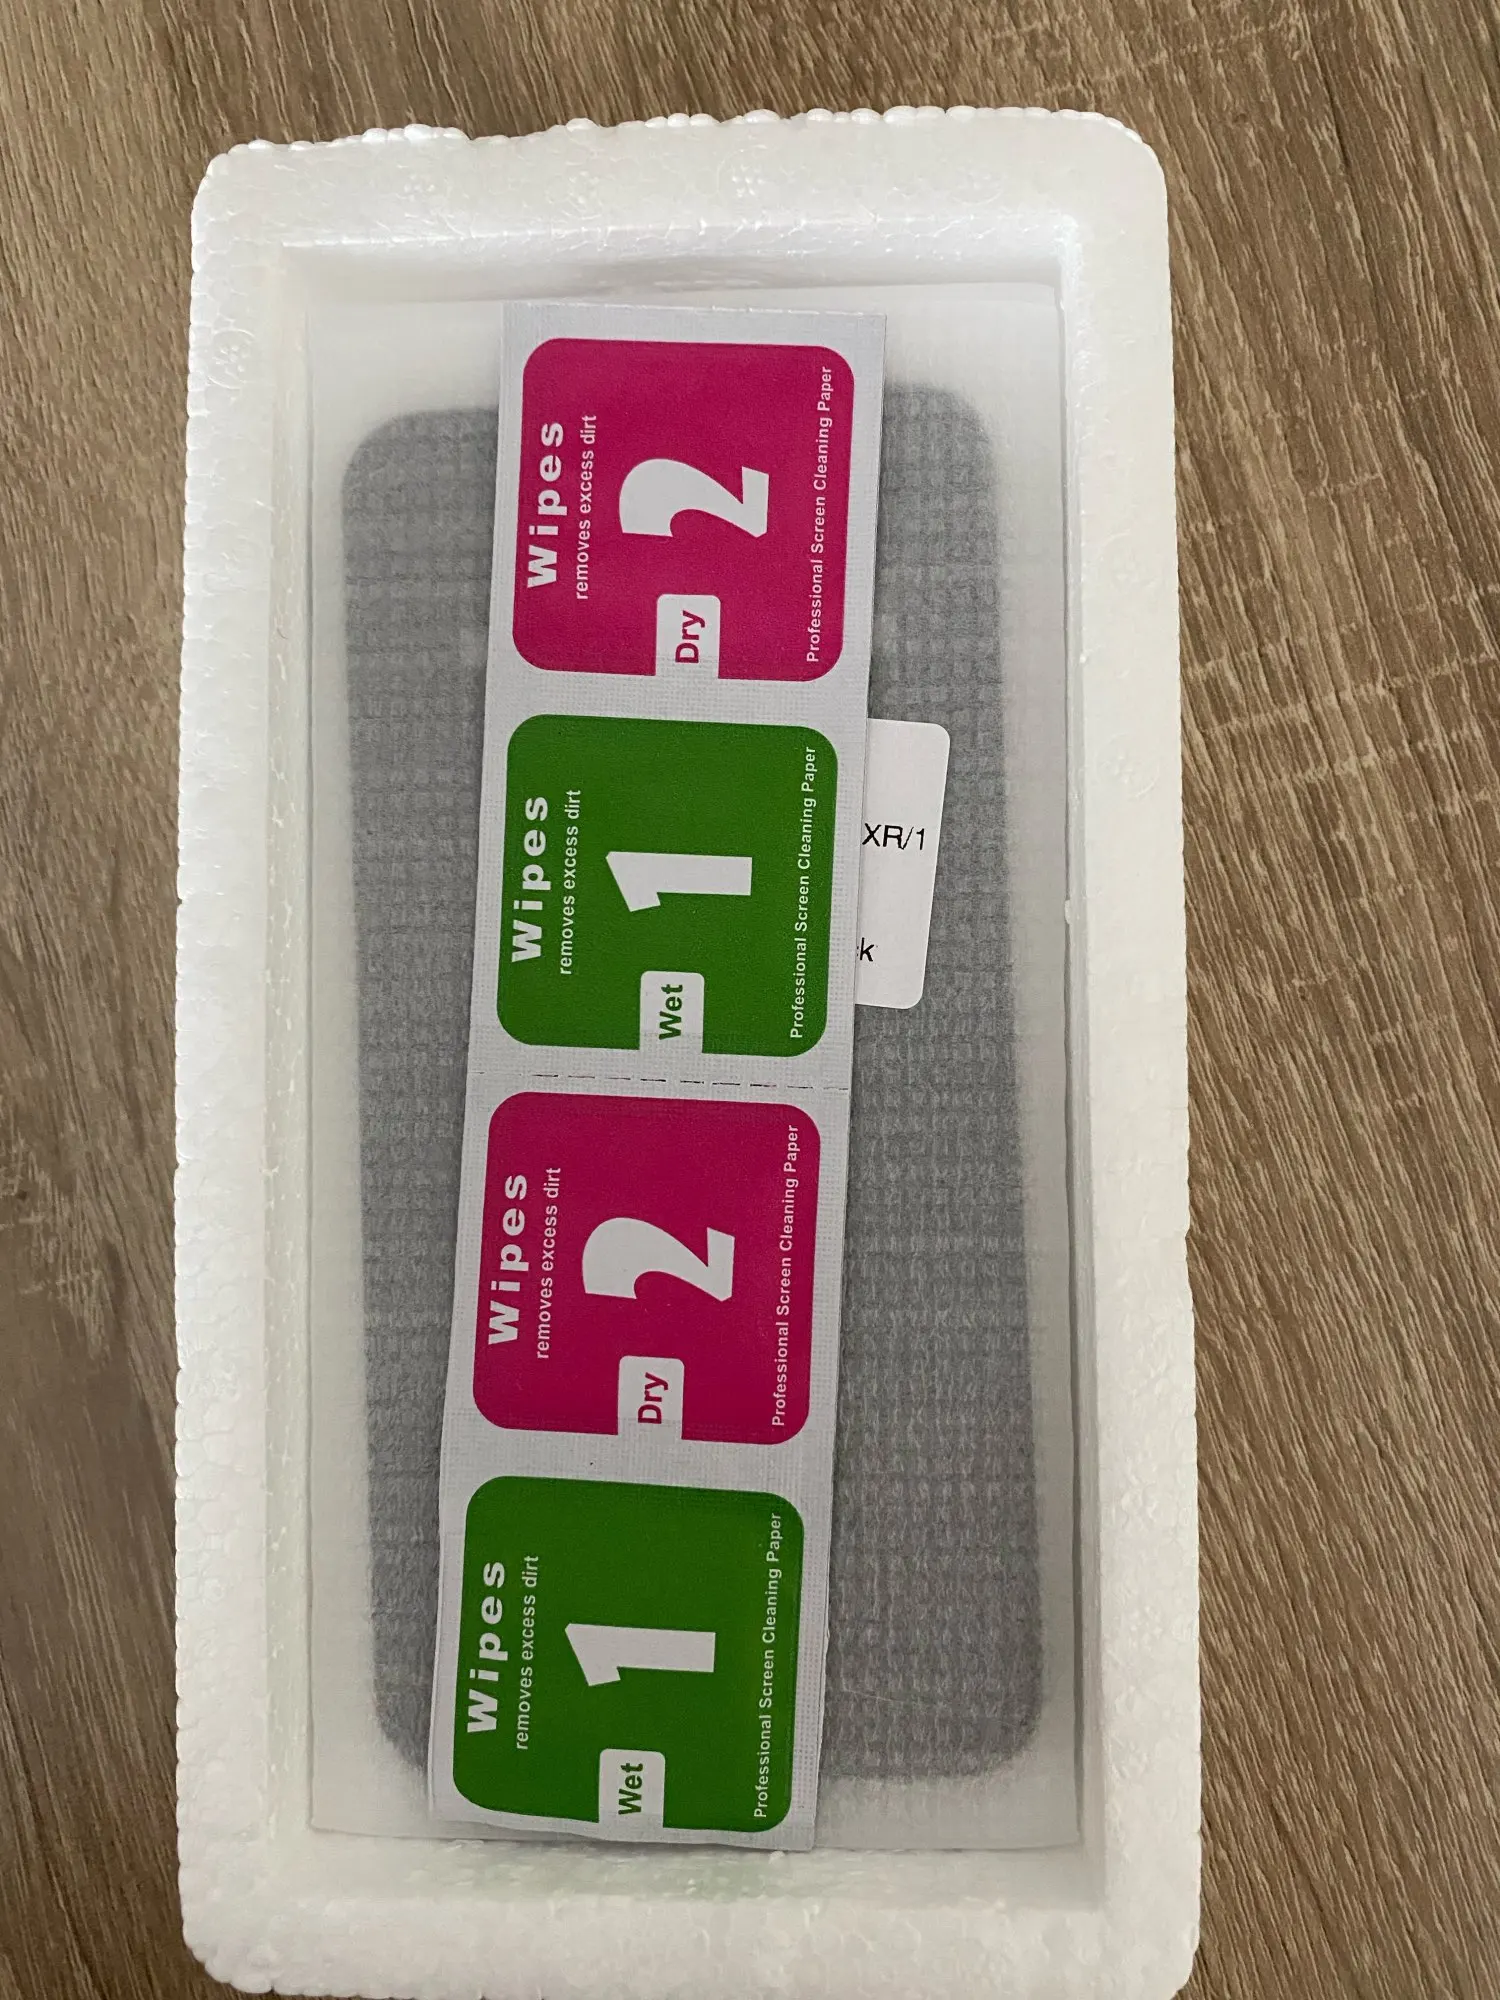 Wipes
removes excess dirt
2
Dry
Professional Screen Cleaning Paper
Wipes
removes excess dirt
1
Wet
Professional Screen Cleaning Paper
XR/1
k
Wipes
removes excess dirt
2
Dry
Professional Screen Cleaning Paper
Wipes
removes excess dirt
1
Wet
Professional Screen Cleaning Paper